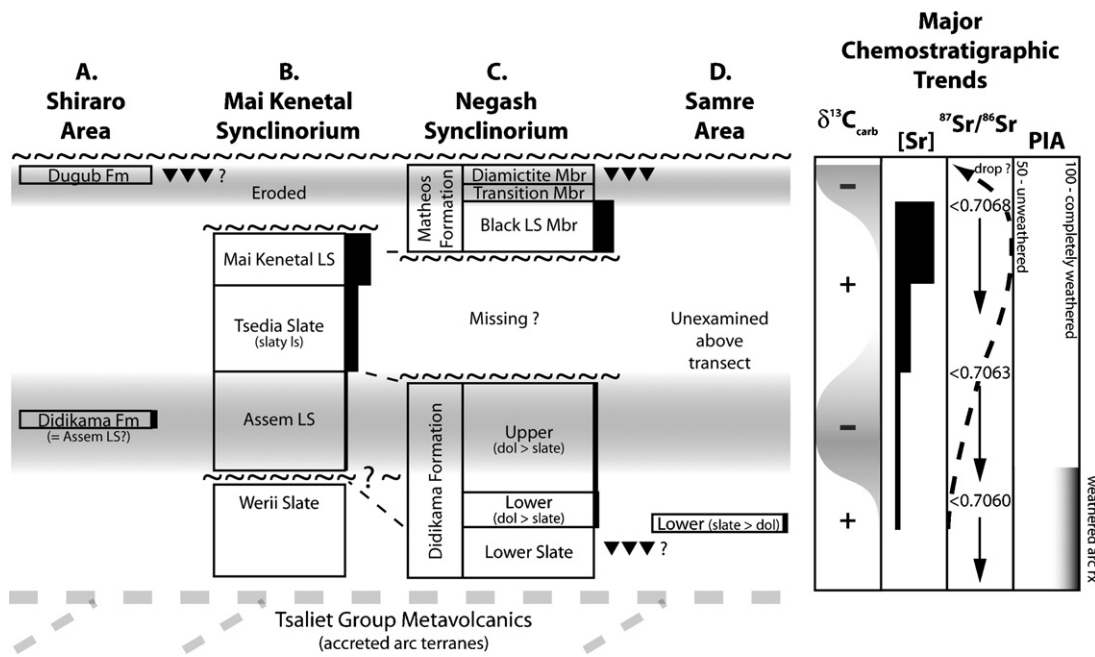 A.
Shiraro
Area
B.
Mai Kenetal
Synclinorium
C.
Negash
Synclinorium
D.
Samre
Area
Major
Chemostratigraphic
Trends
δ¹³C carb
[Sr]
⁸⁷Sr/⁸⁶Sr
PIA
Dugub Fm
?
Eroded
Matheos
Formation
Diamictite Mbr
Transition Mbr
Black LS Mbr
Mai Kenetal LS
Tsedia Slate
(slaty ls)
Missing ?
Unexamined
above
transect
Didikama Fm
(= Assem LS?)
Assem LS
?
Werii Slate
Didikama Formation
Upper
(dol > slate)
Lower
(dol > slate)
Lower Slate
Lower (slate > dol)
?
Tsaliet Group Metavolcanics
(accreted arc terranes)
–
+
–
+
drop ?
<0.7068
<0.7063
<0.7060
50 - unweathered
100 - completely weathered
weathered arc rx